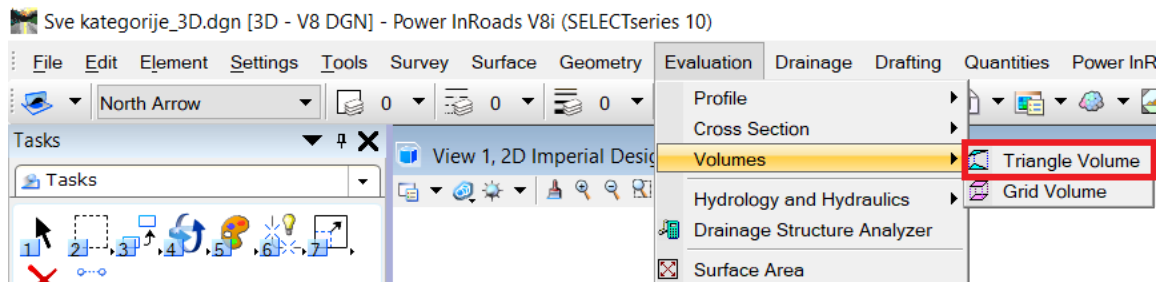 Sve kategorije_3D.dgn [3D - V8 DGN] - Power InRoads V8i (SELECTseries 10)
File Edit Element Settings Tools Survey Surface Geometry Evaluation Drainage Drafting Quantities Power InR
North Arrow 0 0 0
Profile
Cross Section
Tasks
View 1, 2D Imperial Desig
Volumes
Triangle Volume
Tasks
Grid Volume
Hydrology and Hydraulics
Drainage Structure Analyzer
1 2 3 4 5 6 7
Surface Area